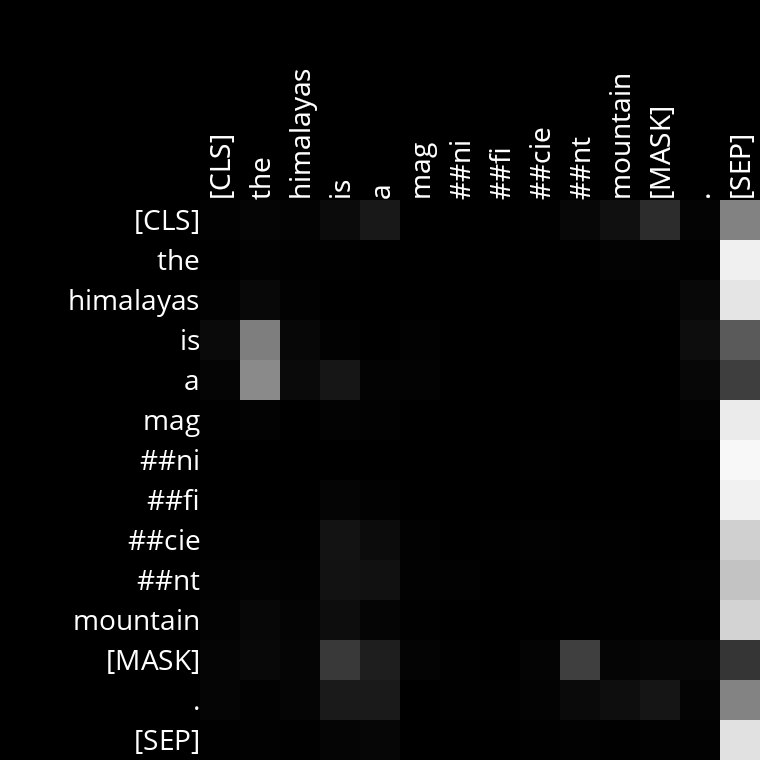 [CLS] the himalayas is a mag ##ni ##fi ##cie ##nt mountain [MASK] . [SEP]
[CLS]
the
himalayas
is
a
mag
##ni
##fi
##cie
##nt
mountain
[MASK]
.
[SEP]